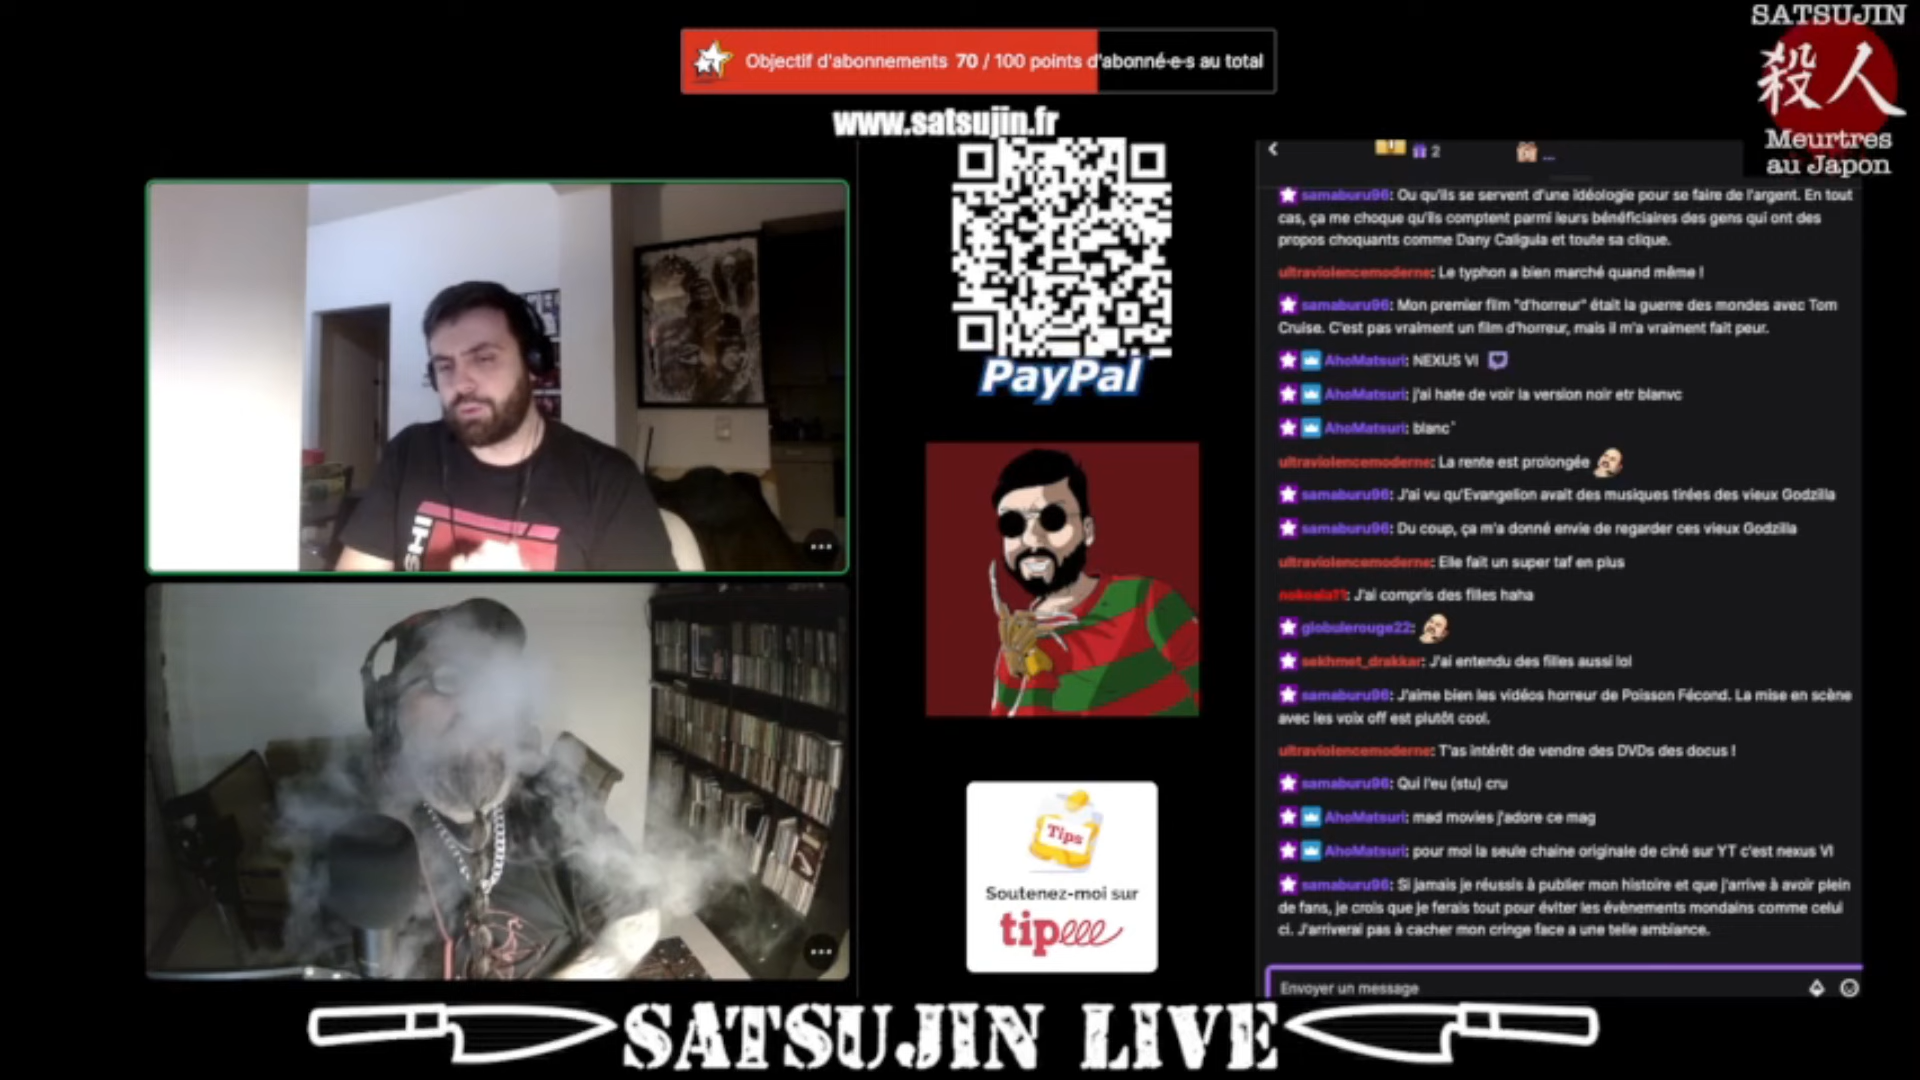 SATSUJIN
殺人
Meurtres
au Japon
Objectif d'abonnements 70 / 100 points d'abonné·e·s au total
www.satsujin.fr
PayPal
Tips
Soutenez-moi sur
tipeee
SHI
2
samaburu96: Ou qu'ils se servent d'une idéologie pour se faire de l'argent. En tout
cas, ça me choque qu'ils comptent parmi leurs bénéficiaires des gens qui ont des
propos choquants comme Dany Caligula et toute sa clique.
ultraviolencemoderne: Le typhon a bien marché quand même !
samaburu96: Mon premier film "d'horreur" était la guerre des mondes avec Tom
Cruise. C'est pas vraiment un film d'horreur, mais il m'a vraiment fait peur.
AhoMatsuri: NEXUS VI
AhoMatsuri: j'ai hate de voir la version noir etr blanvc
AhoMatsuri: blanc*
ultraviolencemoderne: La rente est prolongée
samaburu96: J'ai vu qu'Evangelion avait des musiques tirées des vieux Godzilla
samaburu96: Du coup, ça m'a donné envie de regarder ces vieux Godzilla
ultraviolencemoderne: Elle fait un super taf en plus
nokoala11: J'ai compris des filles haha
globulerouge22:
sekhmet_drakkar: J'ai entendu des filles aussi lol
samaburu96: J'aime bien les vidéos horreur de Poisson Fécond. La mise en scène
avec les voix off est plutôt cool.
ultraviolencemoderne: T'as intérêt de vendre des DVDs des docus !
samaburu96: Qui l'eu (stu) cru
AhoMatsuri: mad movies j'adore ce mag
AhoMatsuri: pour moi la seule chaine originale de ciné sur YT c'est nexus VI
samaburu96: Si jamais je réussis à publier mon histoire et que j'arrive à avoir plein
de fans, je crois que je ferais tout pour éviter les évènements mondains comme celui
ci. J'arriverai pas à cacher mon cringe face a une telle ambiance.
Envoyer un message
SATSUJIN LIVE